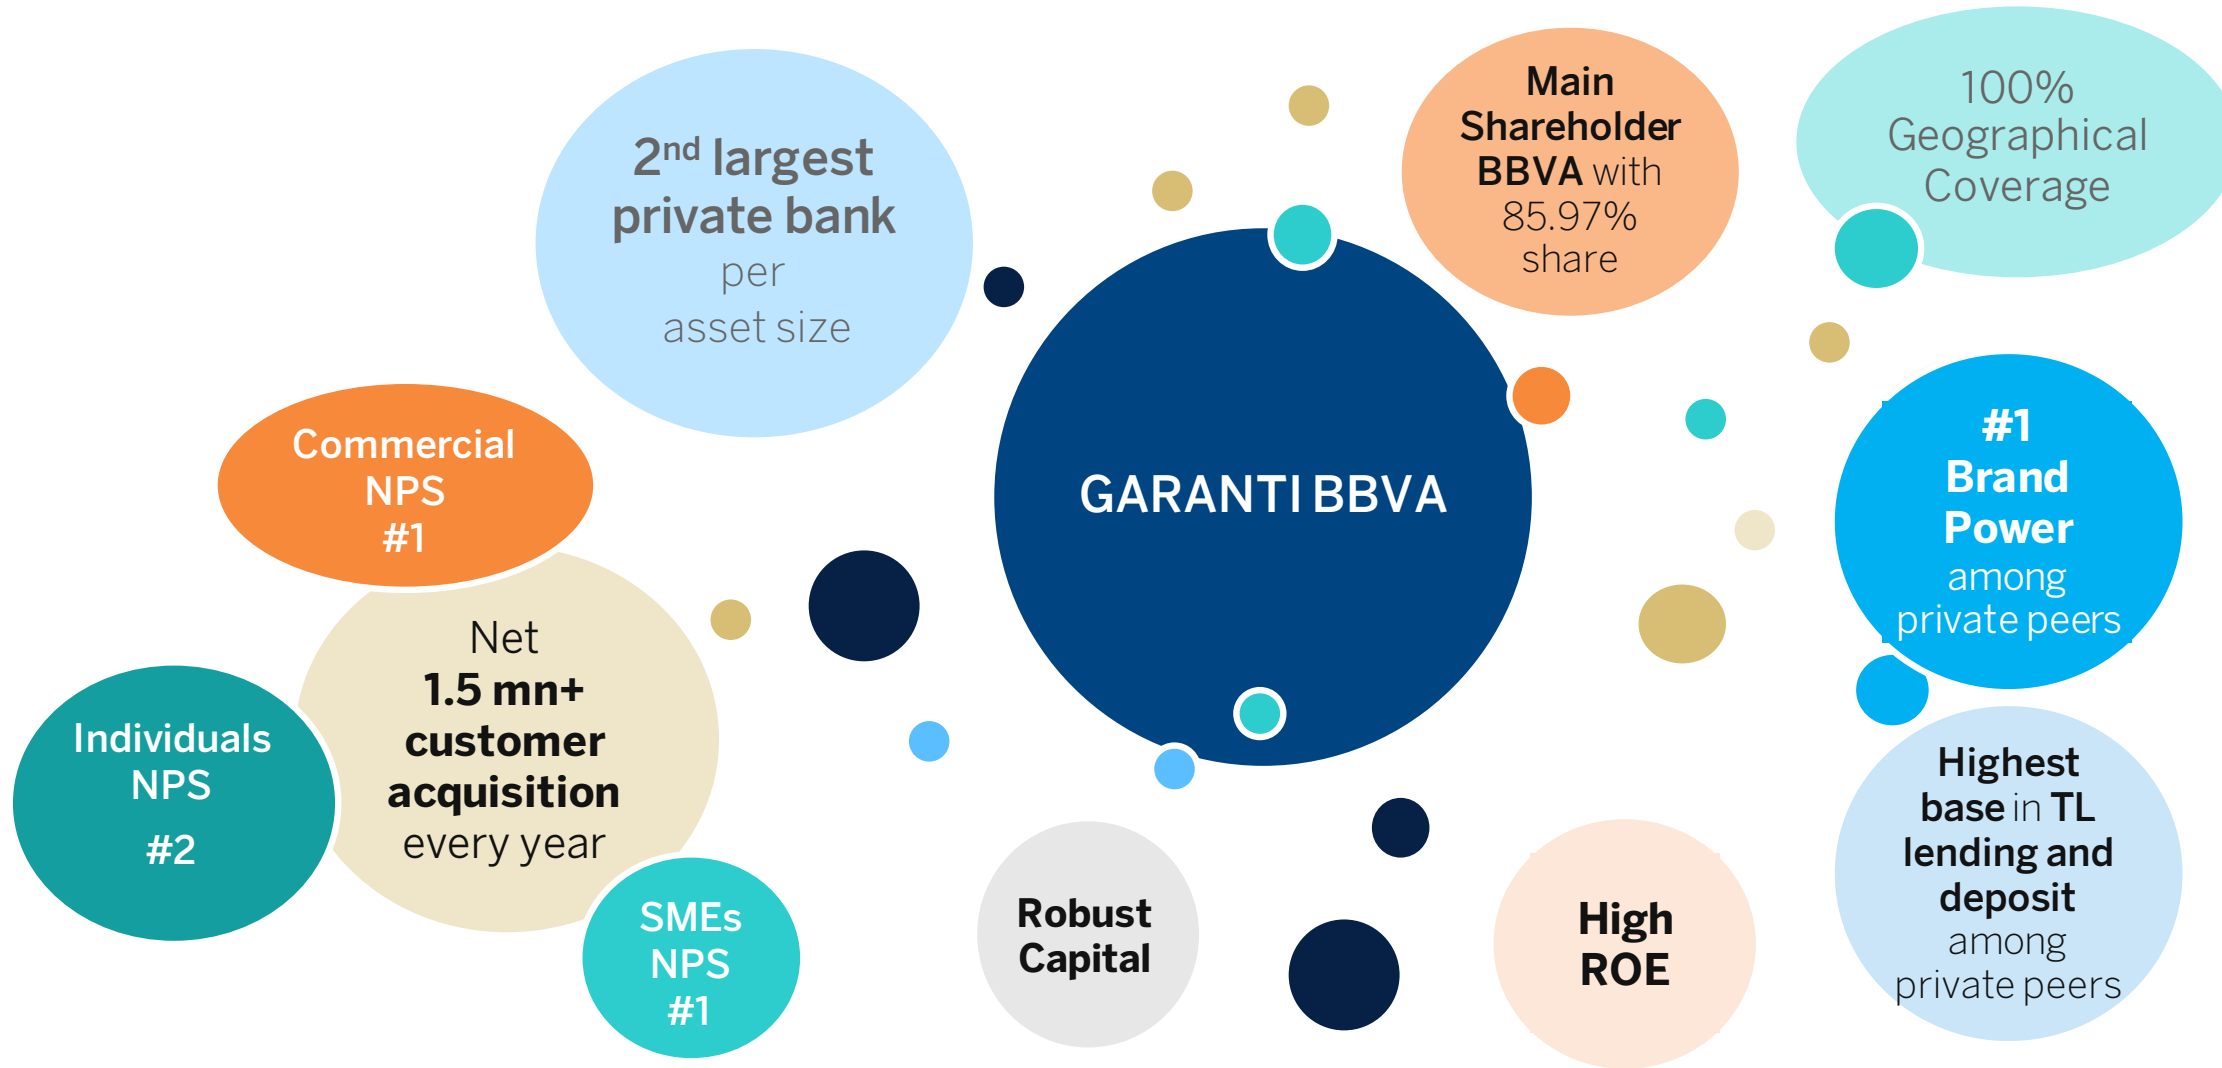 2nd largest
private bank
per
asset size
Main
Shareholder
BBVA with
85.97%
share
100%
Geographical
Coverage
Commercial
NPS
#1
GARANTI BBVA
#1
Brand
Power
among
private peers
Net
1.5 mn+
customer
acquisition
every year
Individuals
NPS
#2
SMEs
NPS
#1
Robust
Capital
High
ROE
Highest
base in TL
lending and
deposit
among
private peers